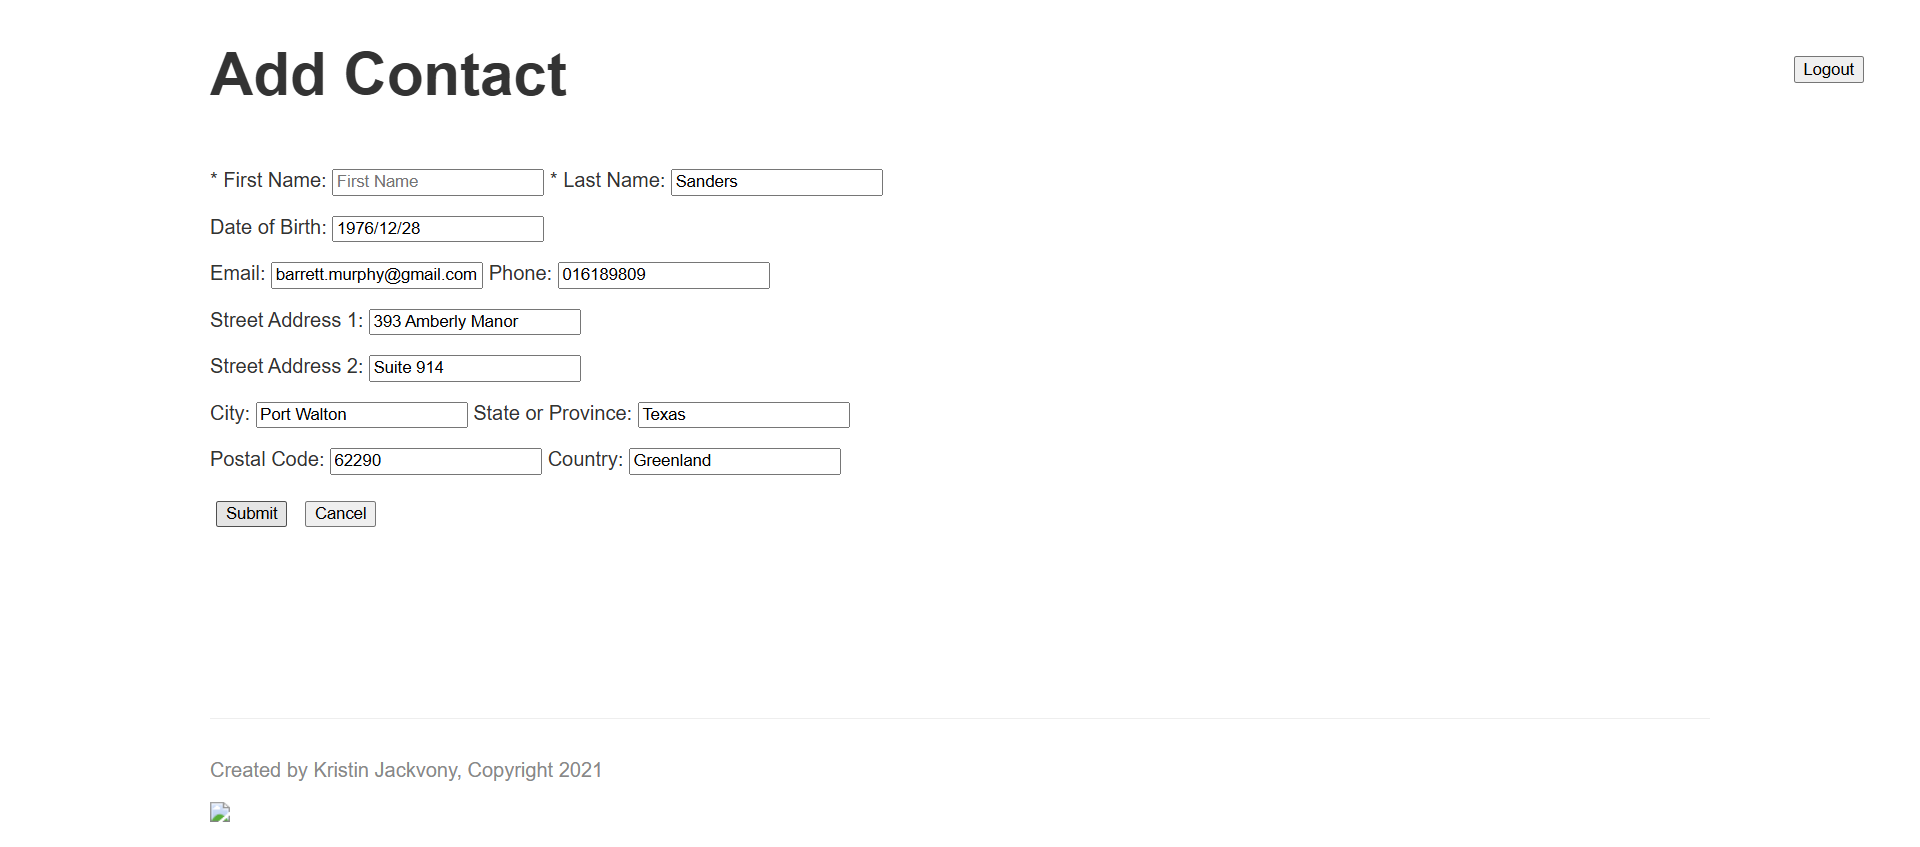 Add Contact
Logout
* First Name: First Name * Last Name: Sanders
Date of Birth: 1976/12/28
Email: barrett.murphy@gmail.com Phone: 016189809
Street Address 1: 393 Amberly Manor
Street Address 2: Suite 914
City: Port Walton State or Province: Texas
Postal Code: 62290 Country: Greenland
Submit Cancel
Created by Kristin Jackvony, Copyright 2021